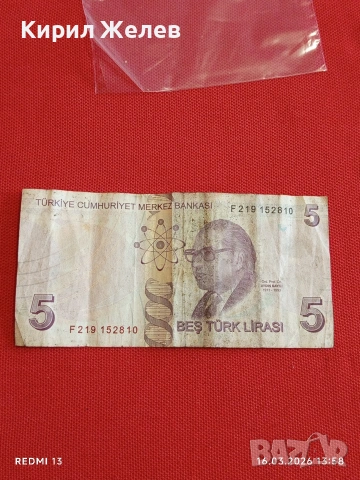 Кирил Желев
TÜRKİYE CUMHURİYET MERKEZ BANKASI
F219 152810
5
5
F219 152810
BEŞ TÜRK LİRASI
5
REDMI 13
16.03.2026 13:58
BAZAR